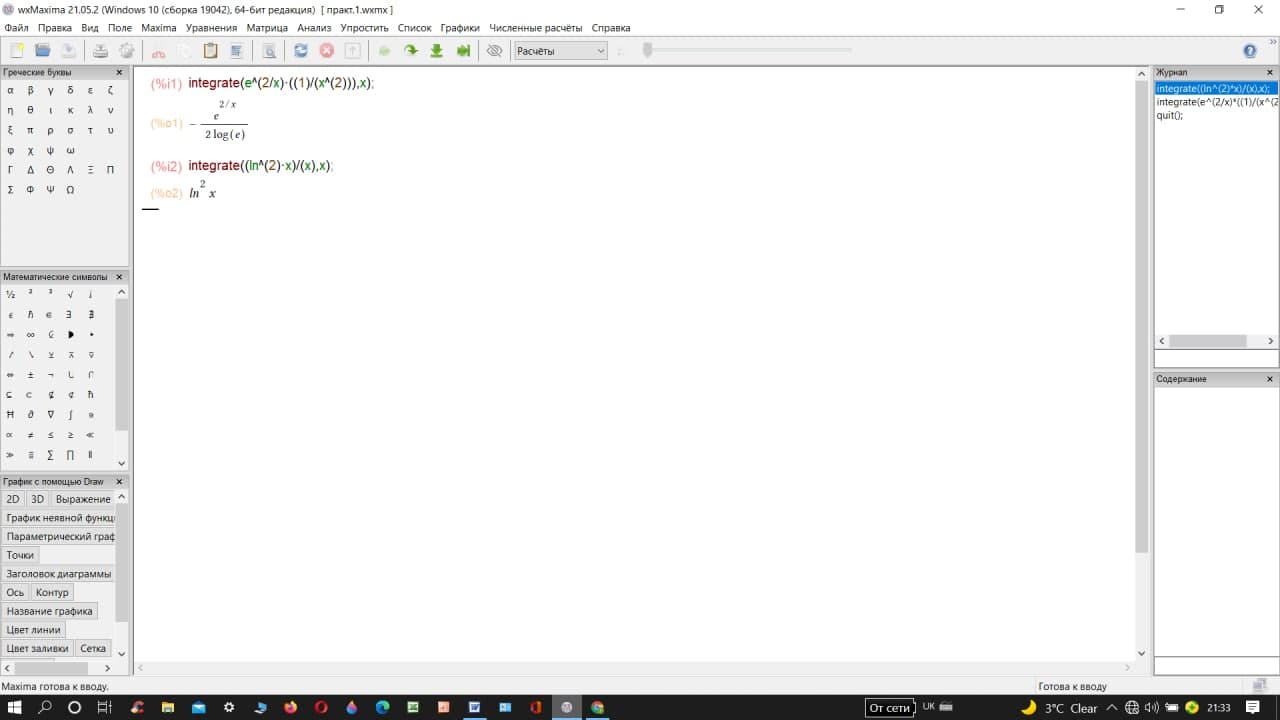 wxMaxima 21.05.2 (Windows 10 (сборка 19042), 64-бит редакция) [ практ.1.wxmx ]
Файл Правка Вид Поле Maxima Уравнения Матрица Анализ Упростить Список Графики Численные расчёты Справка
Расчёты
Греческие буквы
α β γ δ ε ζ
η θ ι κ λ ν
ξ π ρ σ τ υ
φ χ ψ ω
Γ Δ Θ Λ Ξ Π
Σ Φ Ψ Ω
Математические символы
½ ² ³ √
∈ ∃ ∄
⇒ ∞
⇔ ± ¬
∂ ∇ ∫
∝ ≠ ≤ ≥ ≪
≫ ∑ ∏
График с помощью Draw
2D 3D Выражение
График неявной функци
Параметрический граф
Точки
Заголовок диаграммы
Ось Контур
Название графика
Цвет линии
Цвет заливки Сетка
(%i1) integrate(e^(2/x)·((1)/(x^(2))),x);
(%o1) − e^2/x / 2 log(e)
(%i2) integrate((ln^(2)·x)/(x),x);
(%o2) ln² x
Журнал
integrate((ln^(2)*x)/(x),x);
integrate(e^(2/x)*((1)/(x^(2
quit();
Содержание
Maxima готова к вводу.
Готова к вводу
От сети UK 3°C Clear 21:33